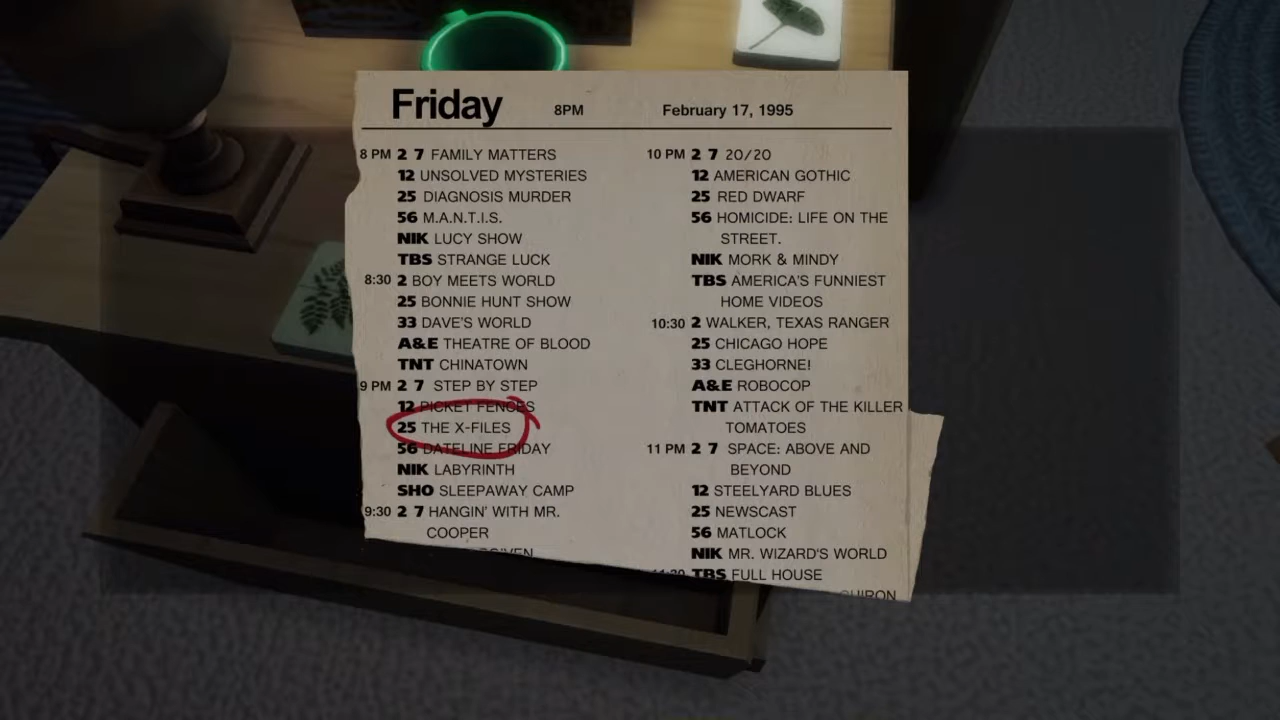 Friday 8PM February 17, 1995
8 PM 2 7 FAMILY MATTERS
12 UNSOLVED MYSTERIES
25 DIAGNOSIS MURDER
56 M.A.N.T.I.S.
NIK LUCY SHOW
TBS STRANGE LUCK
8:30 2 BOY MEETS WORLD
25 BONNIE HUNT SHOW
33 DAVE'S WORLD
A&E THEATRE OF BLOOD
TNT CHINATOWN
9 PM 2 7 STEP BY STEP
12 PICKET FENCES
25 THE X-FILES
56 DATELINE FRIDAY
NIK LABYRINTH
SHO SLEEPAWAY CAMP
9:30 2 7 HANGIN' WITH MR.
COOPER
10 PM 2 7 20/20
12 AMERICAN GOTHIC
25 RED DWARF
56 HOMICIDE: LIFE ON THE
STREET.
NIK MORK & MINDY
TBS AMERICA'S FUNNIEST
HOME VIDEOS
10:30 2 WALKER, TEXAS RANGER
25 CHICAGO HOPE
33 CLEGHORNE!
A&E ROBOCOP
TNT ATTACK OF THE KILLER
TOMATOES
11 PM 2 7 SPACE: ABOVE AND
BEYOND
12 STEELYARD BLUES
25 NEWSCAST
56 MATLOCK
NIK MR. WIZARD'S WORLD
11:30 TBS FULL HOUSE